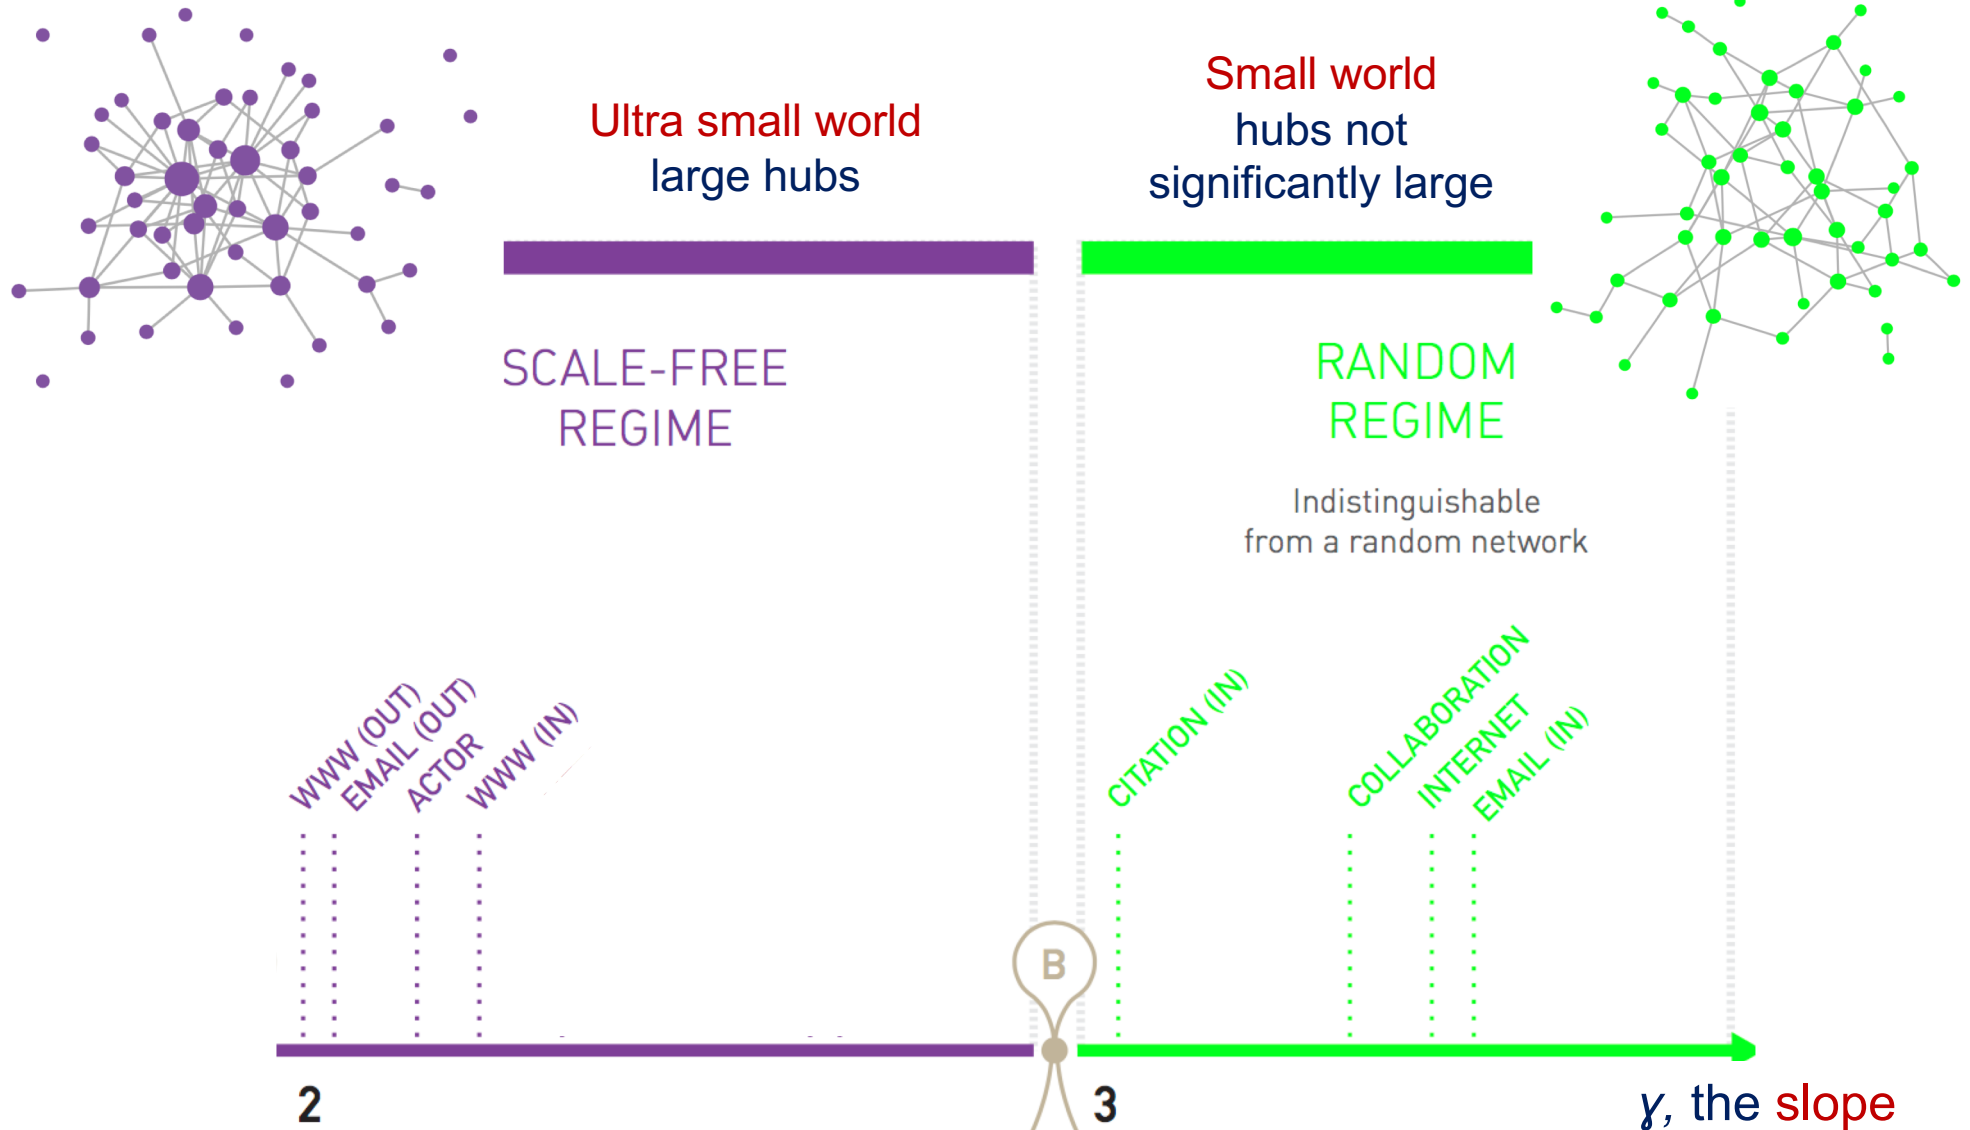 Ultra small world
large hubs
Small world
hubs not
significantly large
SCALE-FREE
REGIME
RANDOM
REGIME
Indistinguishable
from a random network
WWW (OUT)
EMAIL (OUT)
ACTOR
WWW (IN)
CITATION (IN)
COLLABORATION
INTERNET
EMAIL (IN)
B
2
3
γ, the slope